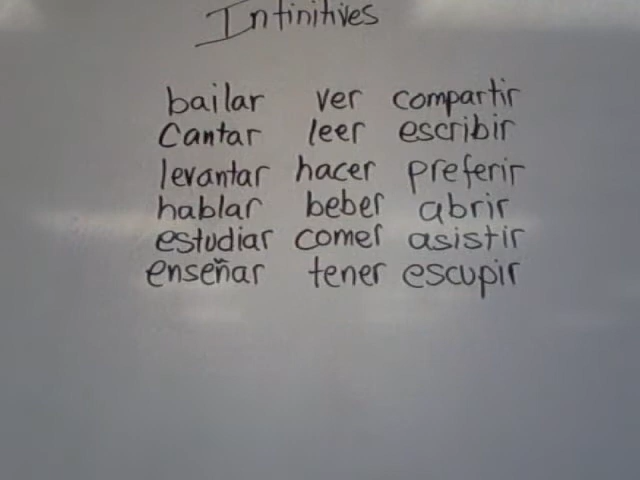 Infinitives
bailar ver compartir
Cantar leer escribir
levantar hacer preferir
hablar beber abrir
estudiar comer asistir
enseñar tener escupir